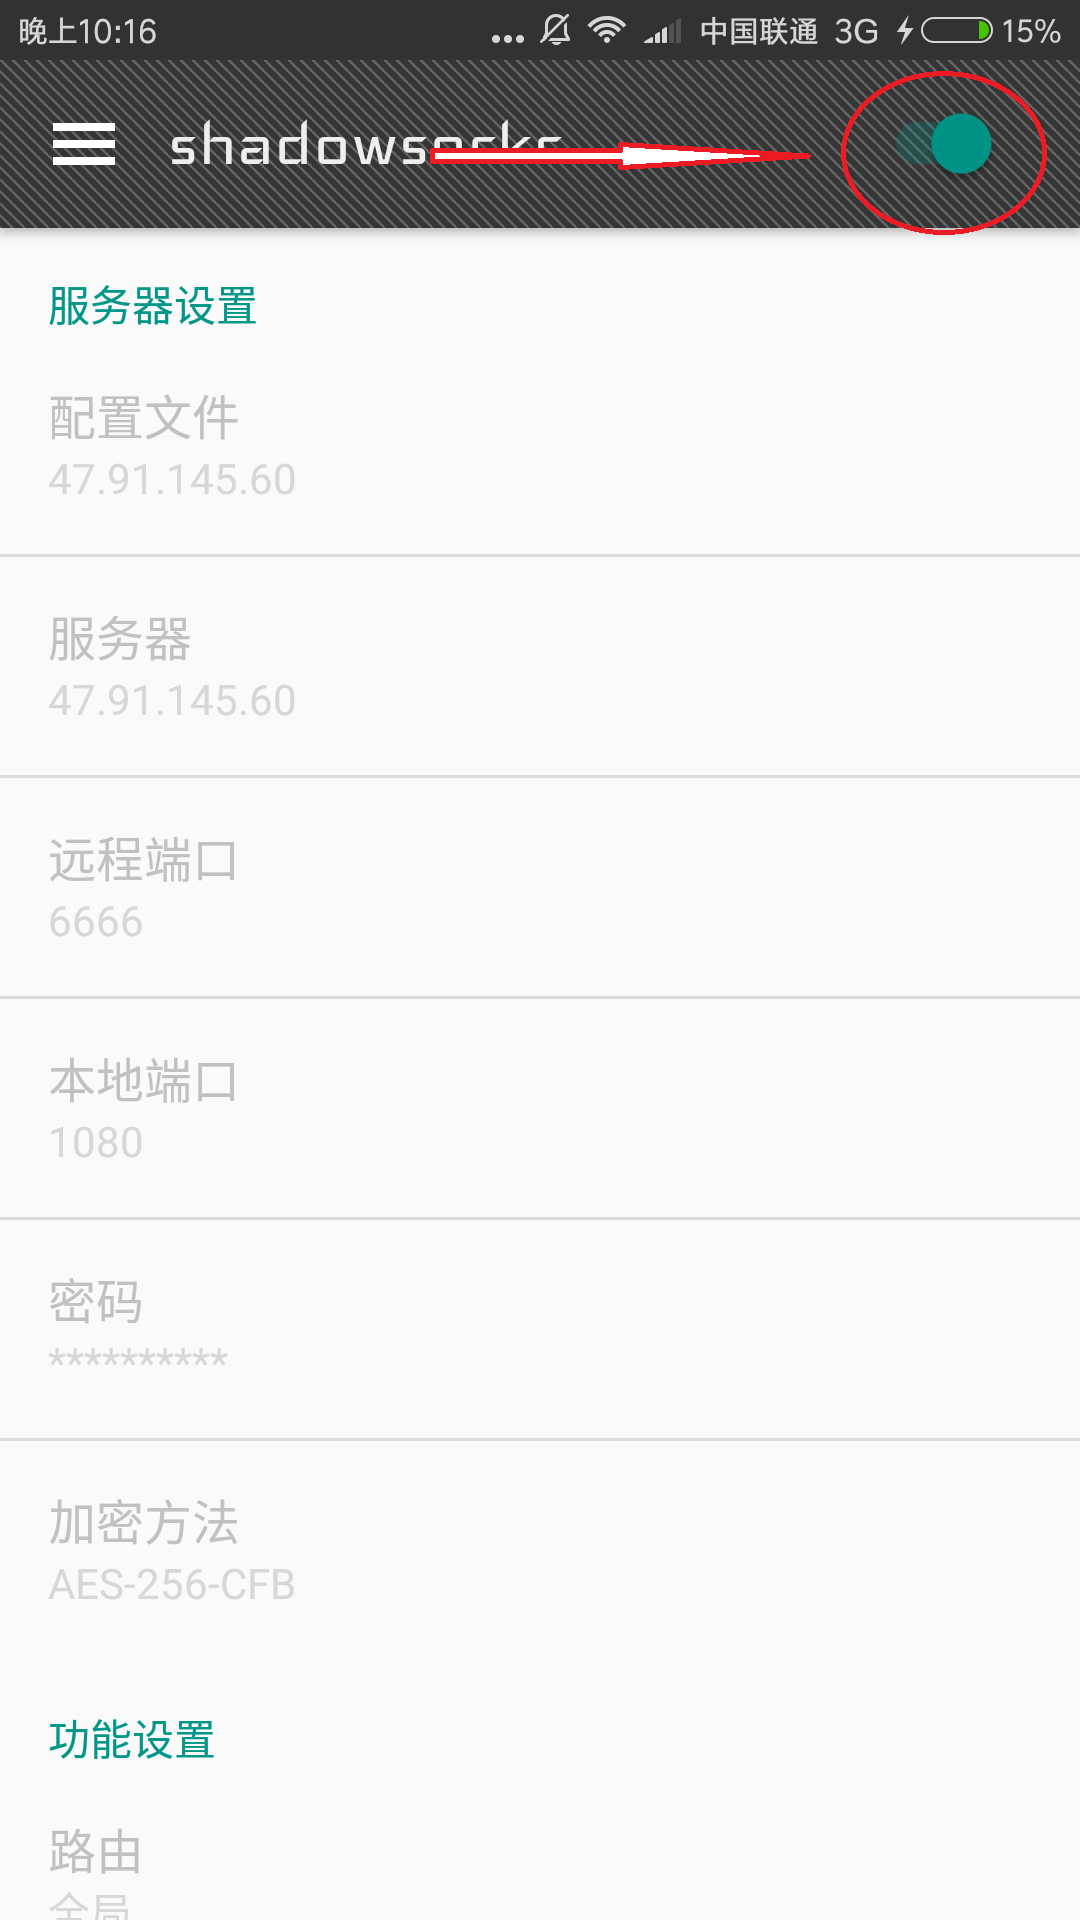 晚上10:16 中国联通 3G 15%
shadowsocks
服务器设置
配置文件
47.91.145.60
服务器
47.91.145.60
远程端口
6666
本地端口
1080
密码
**********
加密方法
AES-256-CFB
功能设置
路由
全局